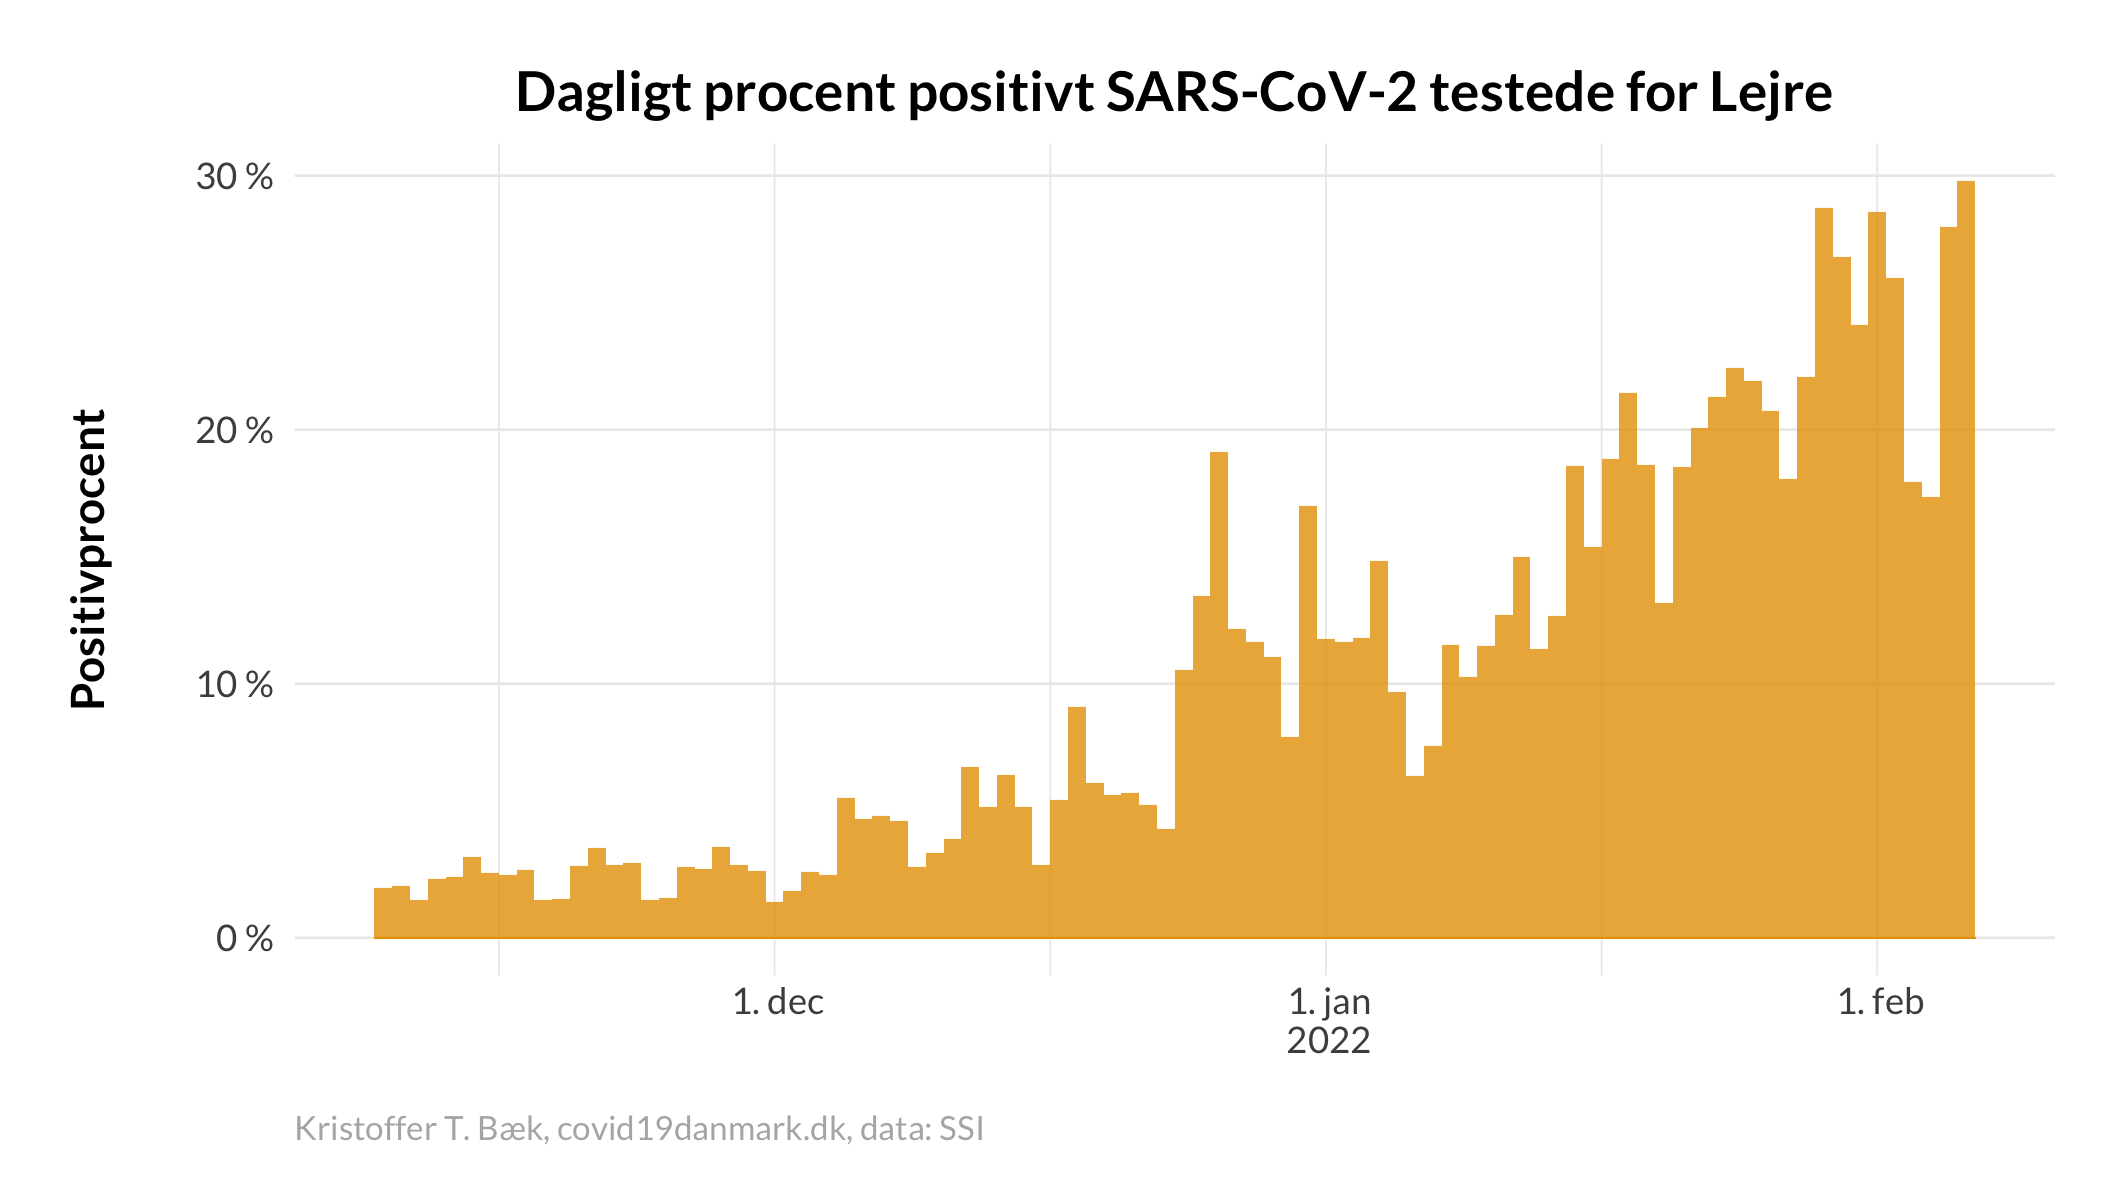 Dagligt procent positivt SARS-CoV-2 testede for Lejre
Positivprocent
30 %
20 %
10 %
0 %
1. dec
1. jan
2022
1. feb
Kristoffer T. Bæk, covid19danmark.dk, data: SSI